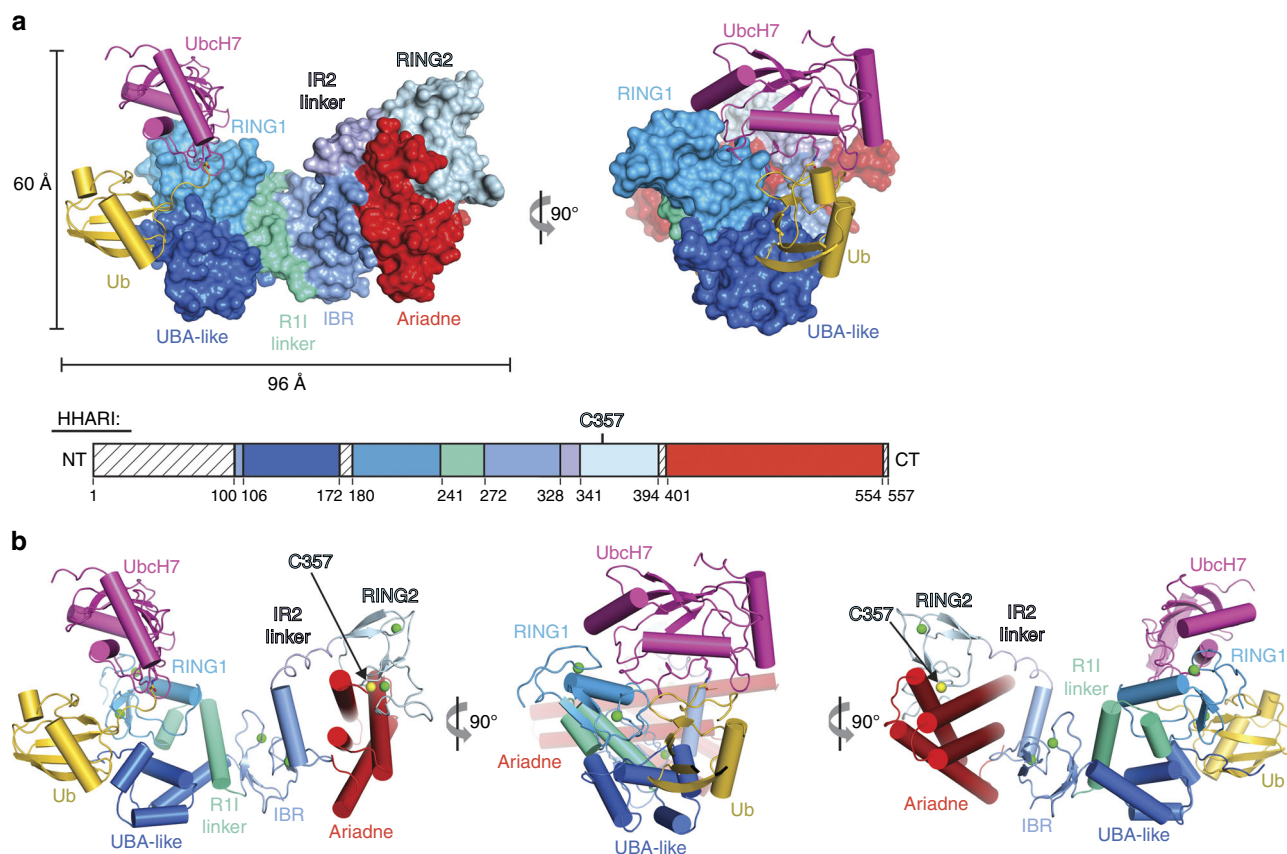 a
UbcH7
RING1
IR2
linker
RING2
60 Å
Ub
UBA-like
R1I
linker
IBR
Ariadne
96 Å
90°
UbcH7
RING1
Ub
UBA-like
HHARI:
C357
NT
CT
1 100 106 172 180 241 272 328 341 394 401 554 557
b
UbcH7
C357
RING2
IR2
linker
RING1
Ub
R1I
linker
IBR
UBA-like
Ariadne
90°
UbcH7
RING1
Ariadne
Ub
UBA-like
90°
RING2
C357
IR2
linker
UbcH7
R1I
linker
RING1
Ariadne
IBR
UBA-like
Ub